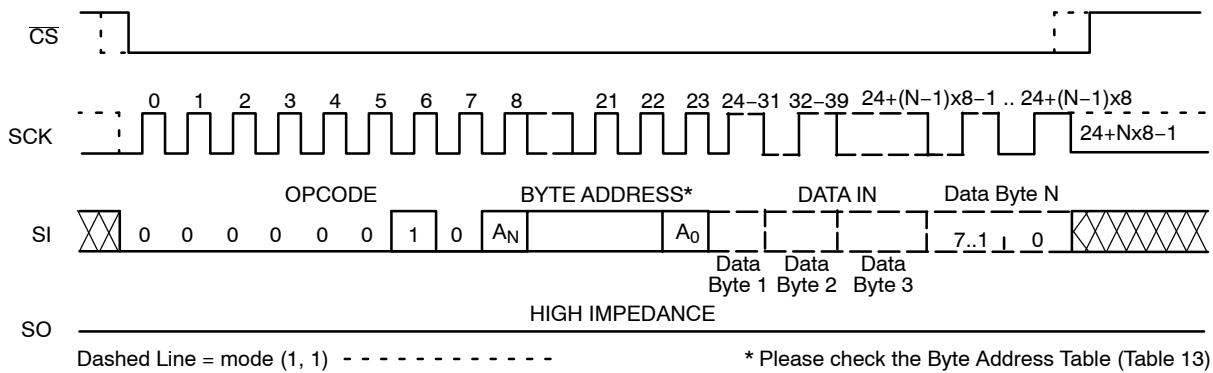 CS
0 1 2 3 4 5 6 7 8 21 22 23 24−31 32−39 24+(N−1)x8−1 .. 24+(N−1)x8
SCK
24+Nx8−1
OPCODE BYTE ADDRESS* DATA IN Data Byte N
SI
0 0 0 0 0 0 1 0 AN A0 7..1 0
Data Data Data
Byte 1 Byte 2 Byte 3
HIGH IMPEDANCE
SO
Dashed Line = mode (1, 1) * Please check the Byte Address Table (Table 13)